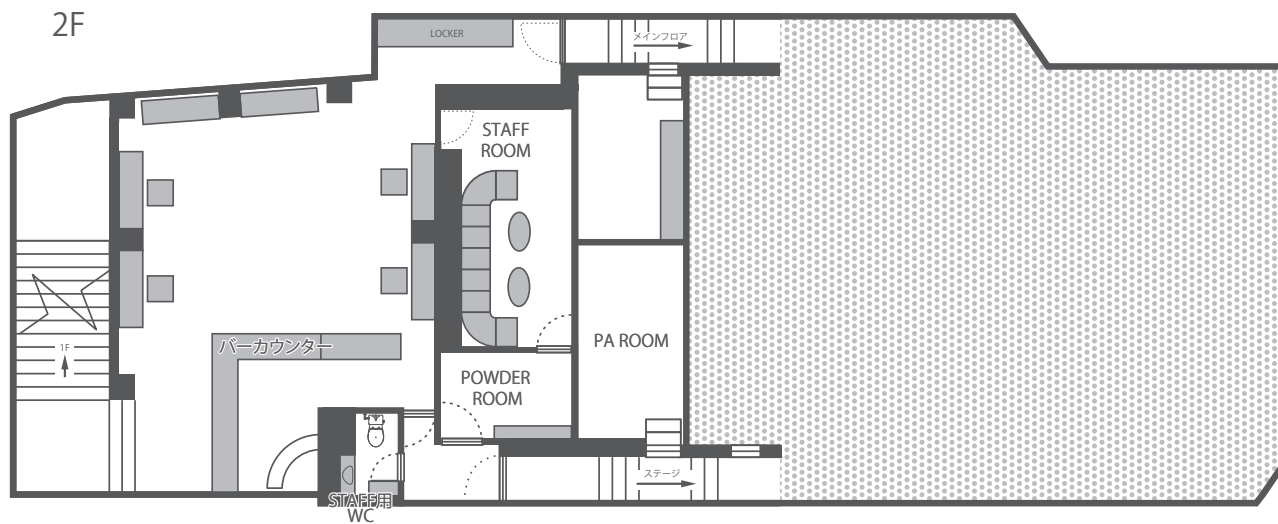 2F
LOCKER
メインフロア
STAFF
ROOM
バーカウンター
1F
PA ROOM
POWDER
ROOM
ステージ
STAFF用
WC